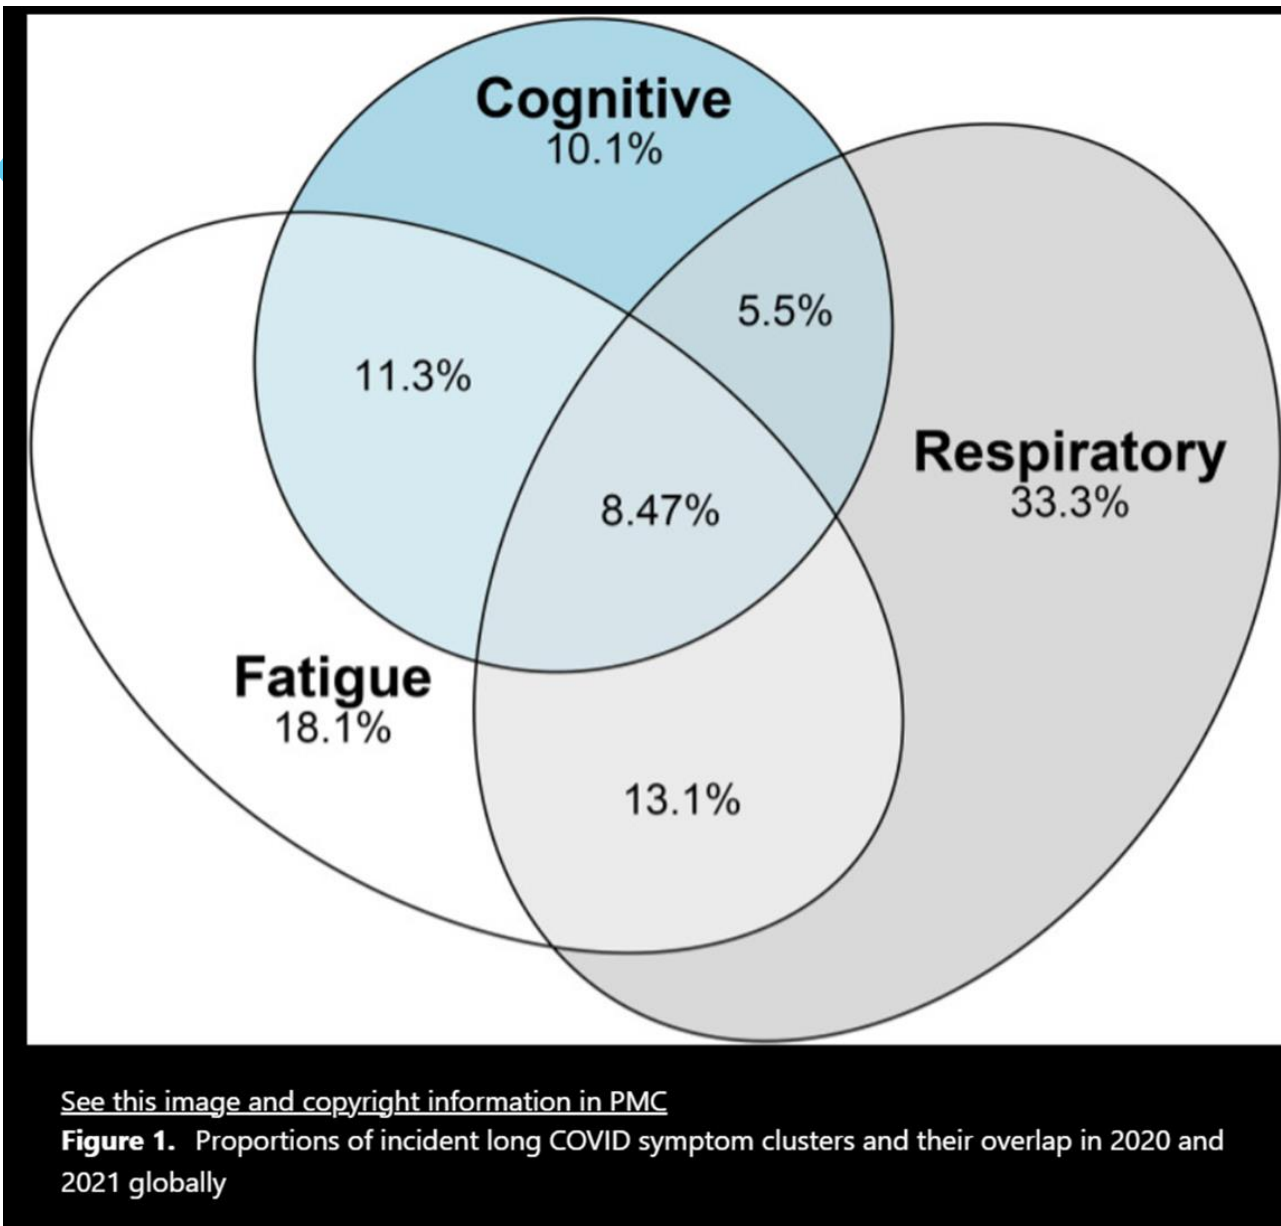 Cognitive
10.1%
5.5%
11.3%
Respiratory
33.3%
8.47%
Fatigue
18.1%
13.1%
See this image and copyright information in PMC
Figure 1. Proportions of incident long COVID symptom clusters and their overlap in 2020 and
2021 globally